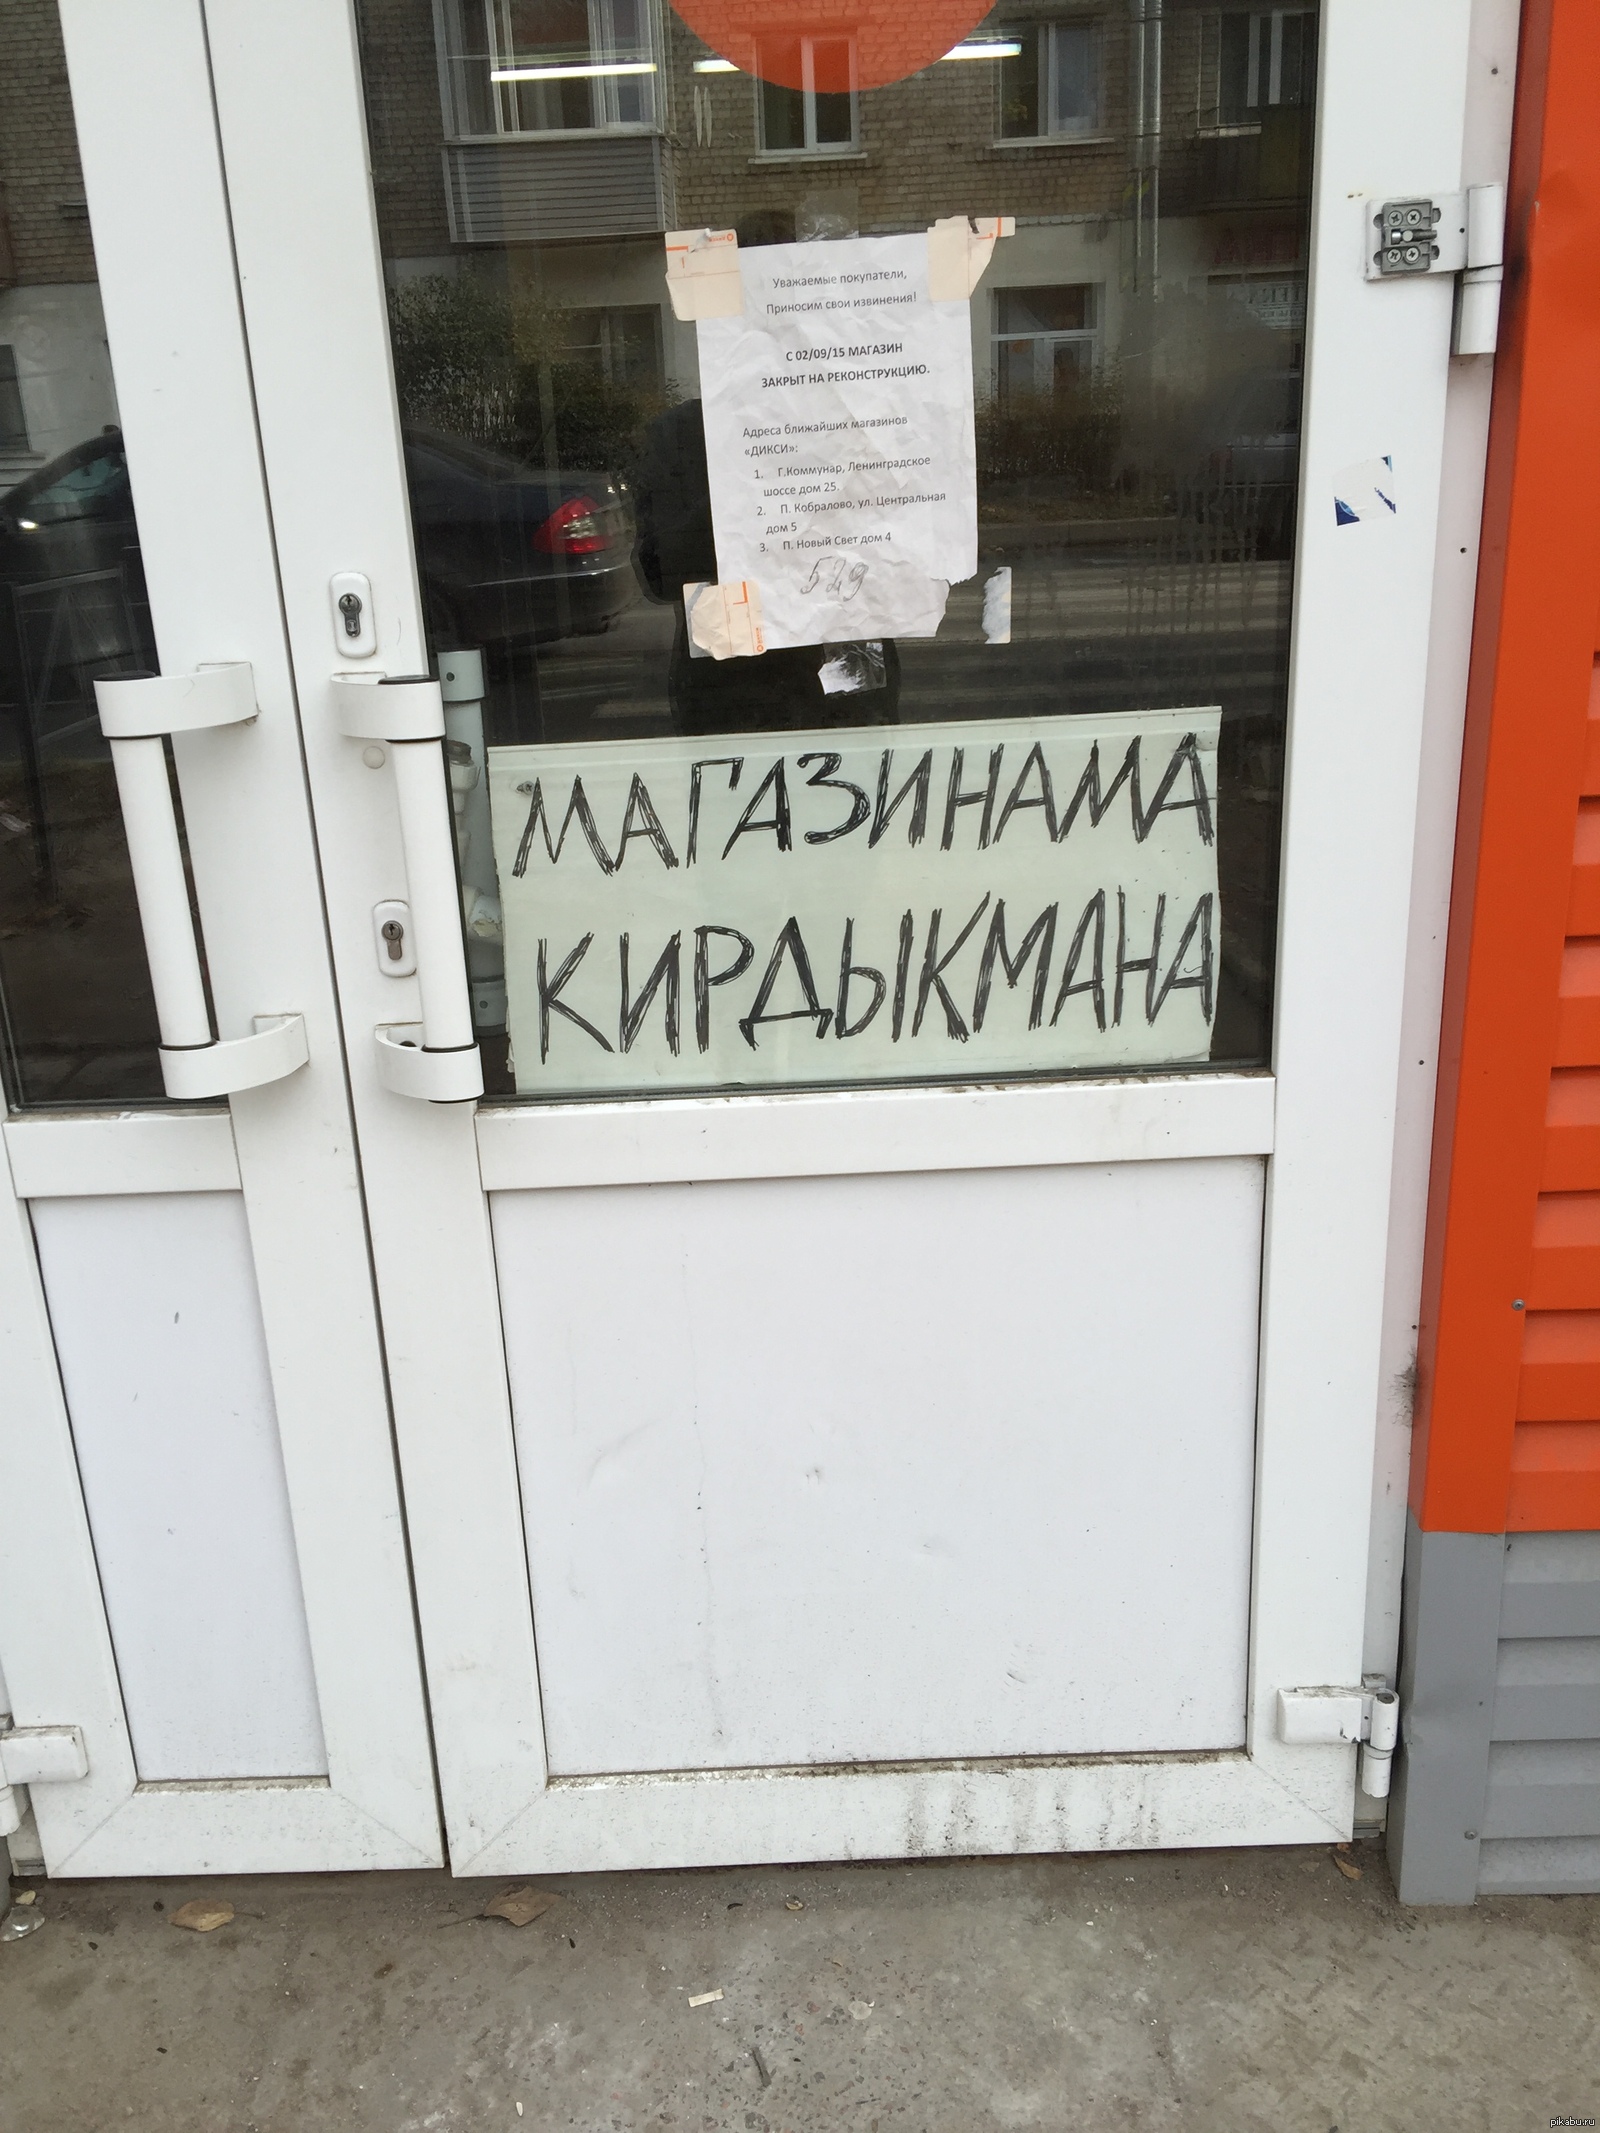 Уважаемые покупатели,
Приносим свои извинения!
С 02/09/15 МАГАЗИН
ЗАКРЫТ НА РЕКОНСТРУКЦИЮ.
Адреса ближайших магазинов
«ДИКСИ»:
1. Г.Коммунар, Ленинградское
шоссе дом 25.
2. П. Кобралово, ул. Центральная
дом 5
3. П. Новый Свет дом 4
529
МАГАЗИНАМА
КИРДЫКМАНА
pikabu.ru